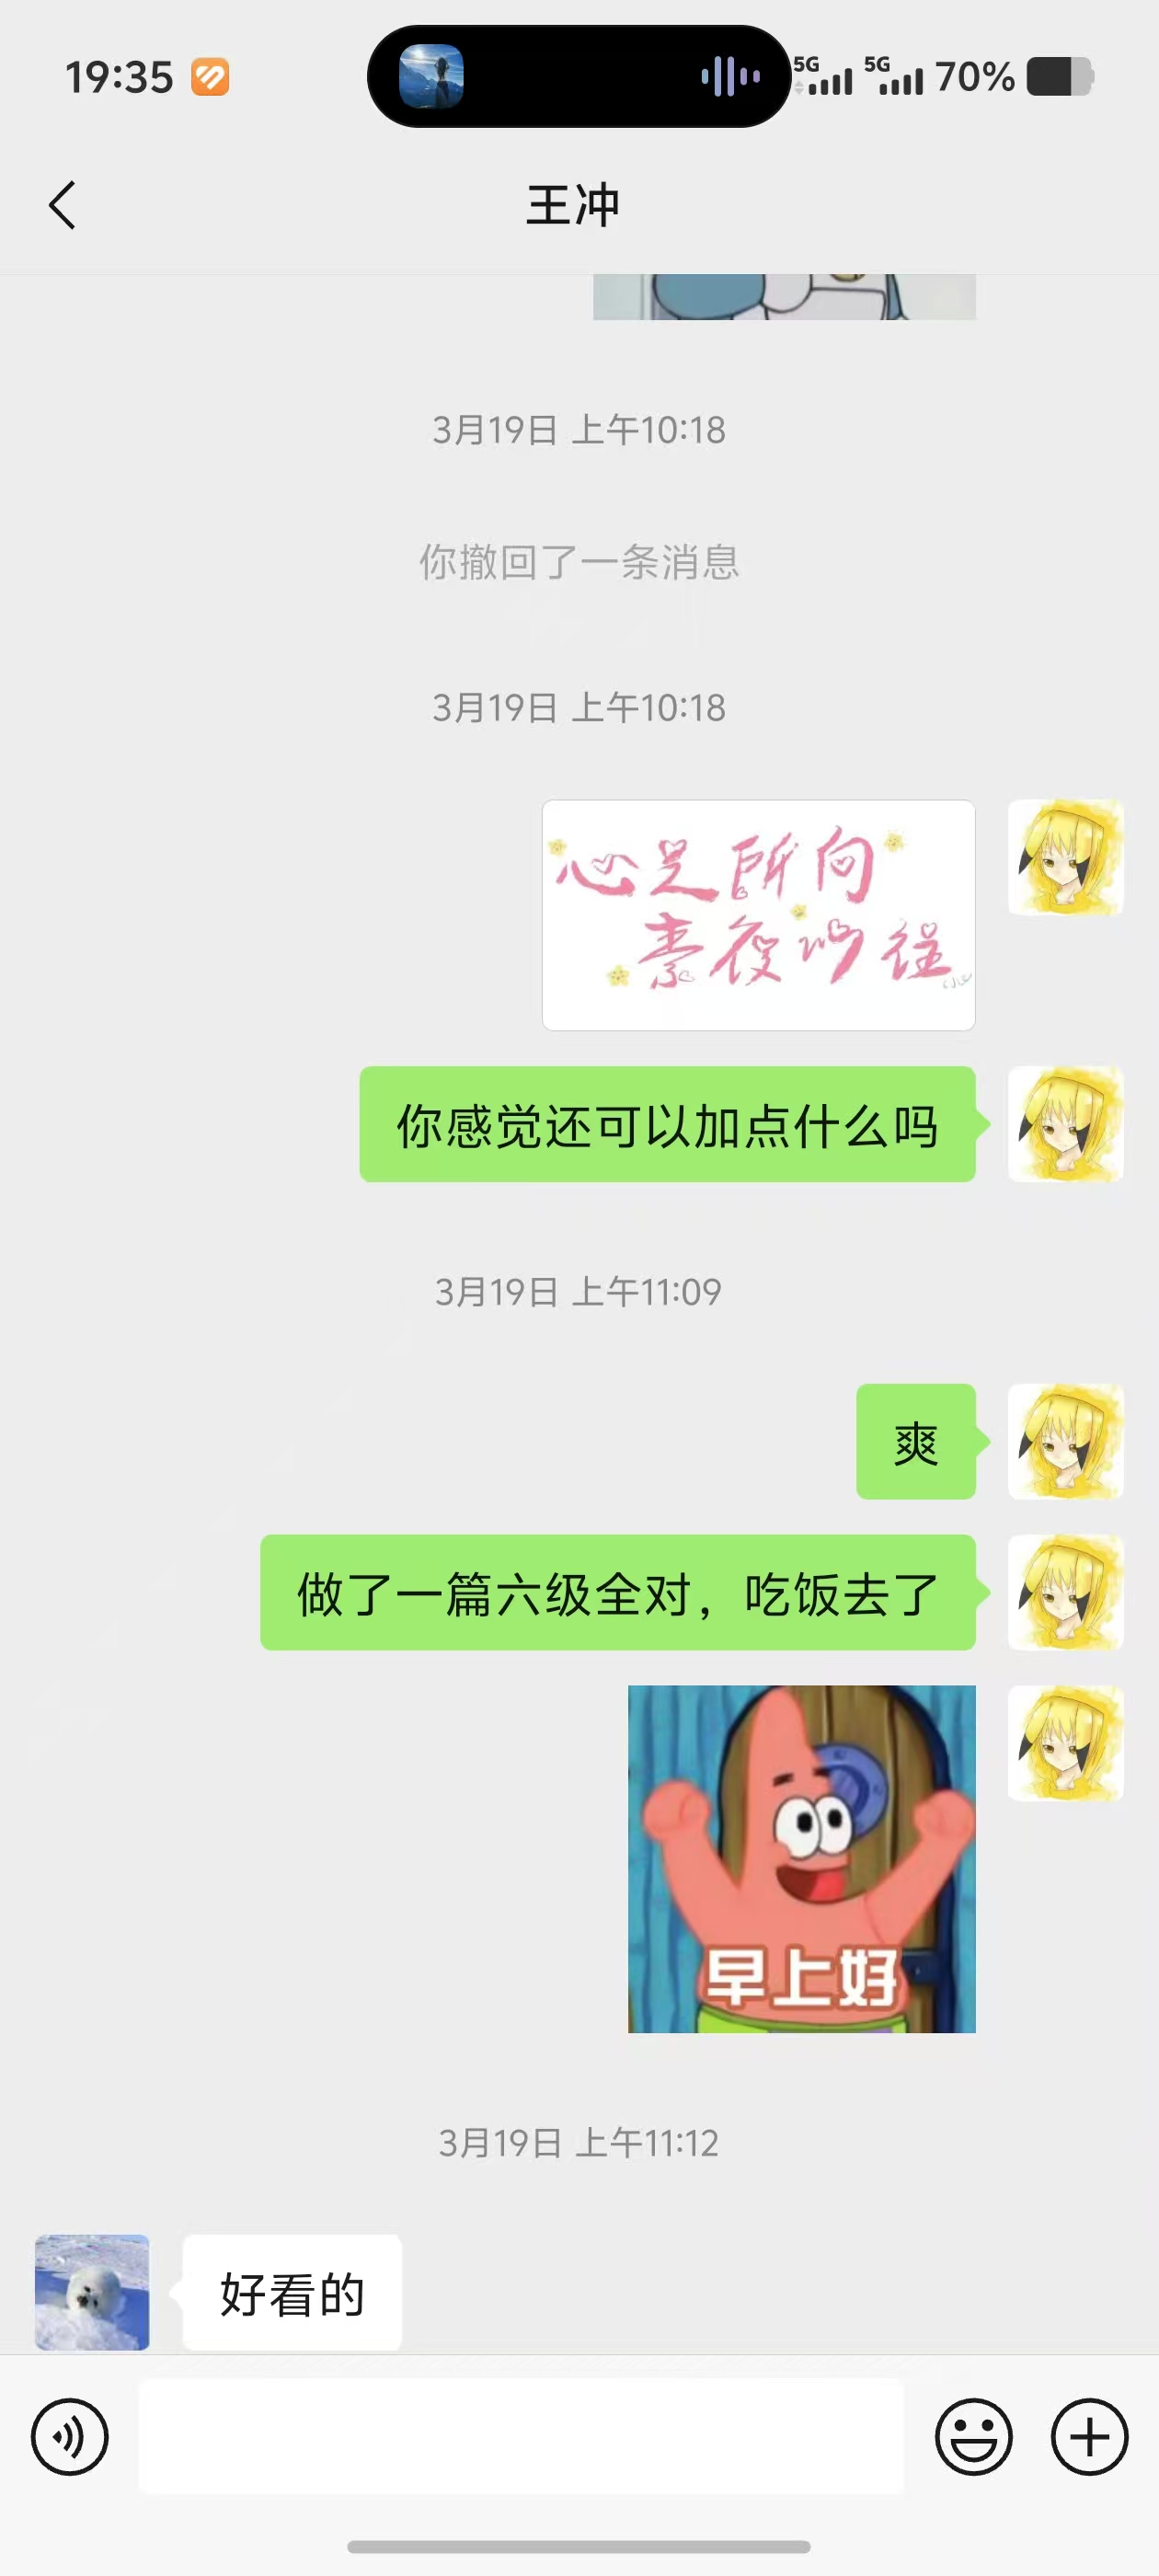 19:35
5G 5G 70%
王冲
3月19日 上午10:18
你撤回了一条消息
3月19日 上午10:18
心之所向
素履以往
你感觉还可以加点什么吗
3月19日 上午11:09
爽
做了一篇六级全对，吃饭去了
早上好
3月19日 上午11:12
好看的